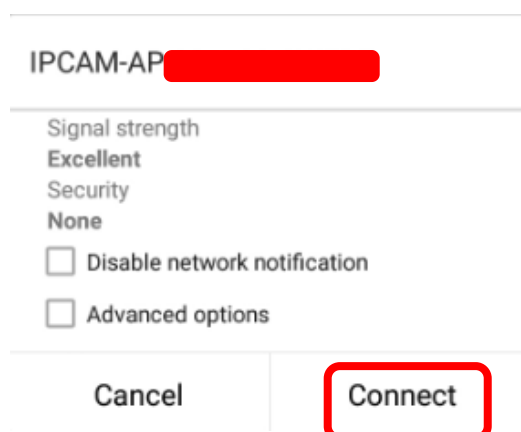 IPCAM-AP
Signal strength
Excellent
Security
None
Disable network notification
Advanced options
Cancel Connect